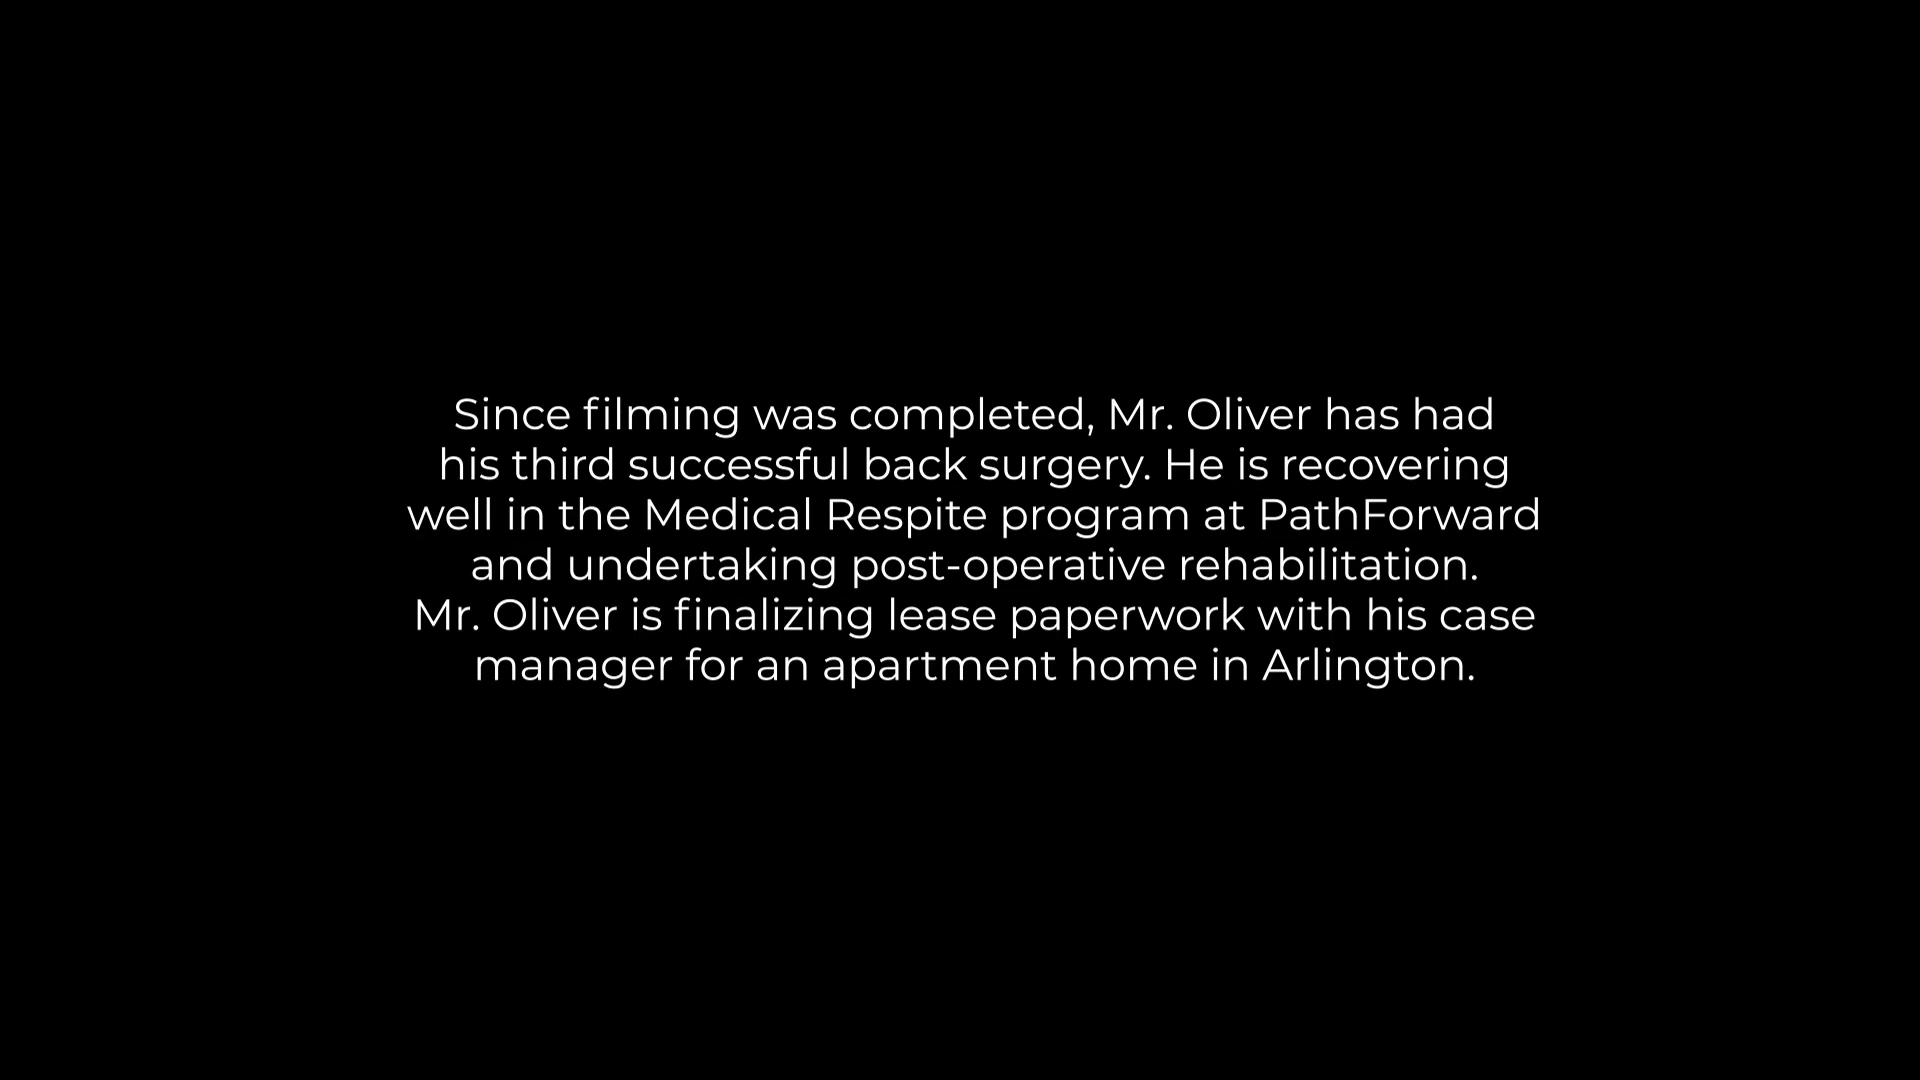 Since filming was completed, Mr. Oliver has had
his third successful back surgery. He is recovering
well in the Medical Respite program at PathForward
and undertaking post-operative rehabilitation.
Mr. Oliver is finalizing lease paperwork with his case
manager for an apartment home in Arlington.